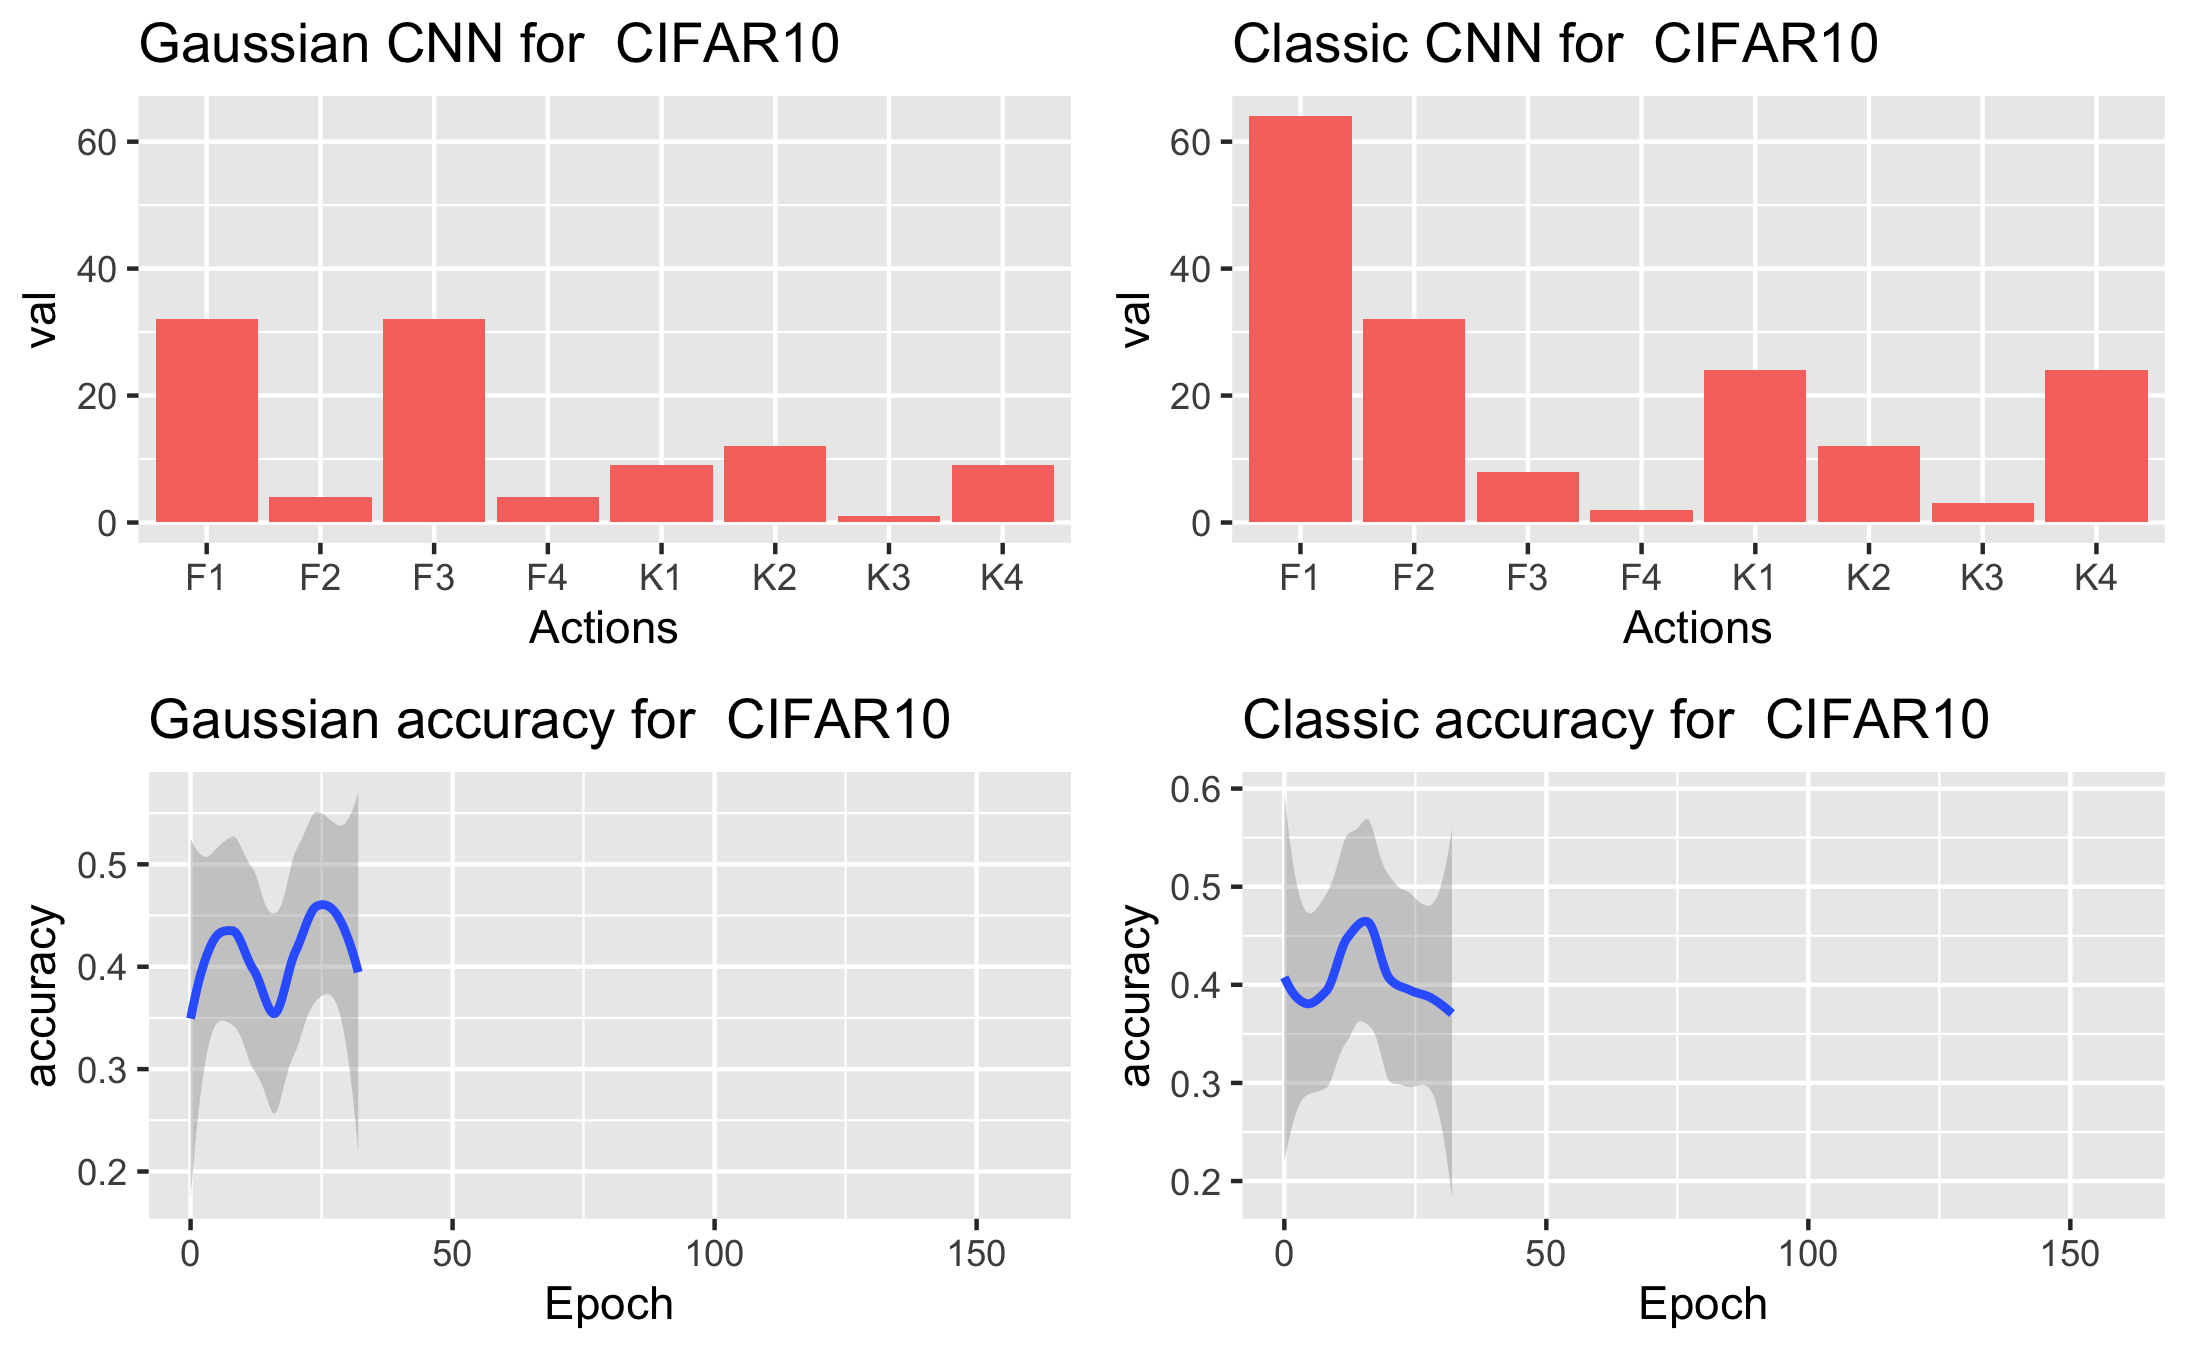 Gaussian CNN for  CIFAR10
val
60
40
20
0
F1 F2 F3 F4 K1 K2 K3 K4
Actions
Classic CNN for  CIFAR10
val
60
40
20
0
F1 F2 F3 F4 K1 K2 K3 K4
Actions
Gaussian accuracy for  CIFAR10
accuracy
0.5
0.4
0.3
0.2
0 50 100 150
Epoch
Classic accuracy for  CIFAR10
accuracy
0.6
0.5
0.4
0.3
0.2
0 50 100 150
Epoch